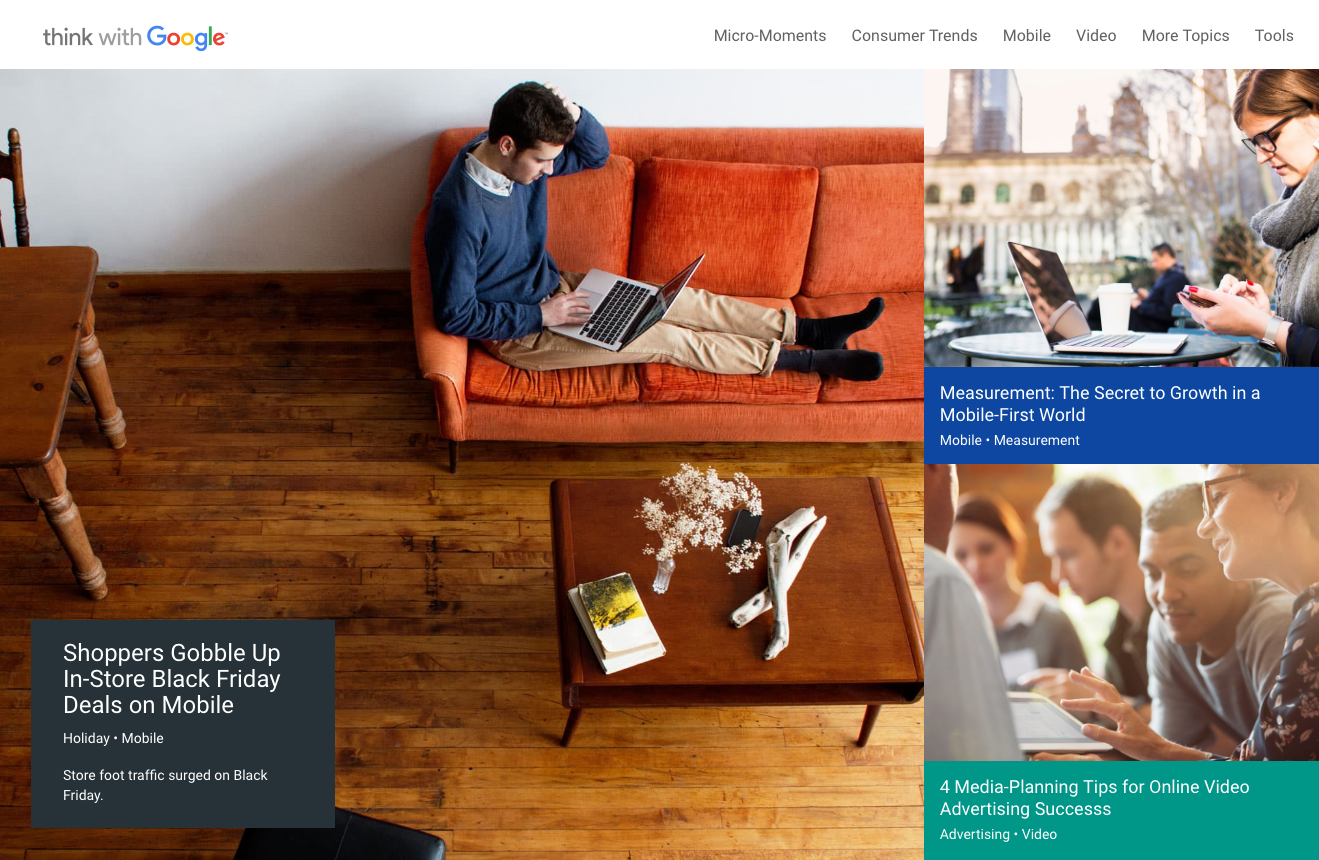 think with Google
Micro-Moments Consumer Trends Mobile Video More Topics Tools
Shoppers Gobble Up
In-Store Black Friday
Deals on Mobile
Holiday • Mobile
Store foot traffic surged on Black
Friday.
Measurement: The Secret to Growth in a
Mobile-First World
Mobile • Measurement
4 Media-Planning Tips for Online Video
Advertising Successs
Advertising • Video